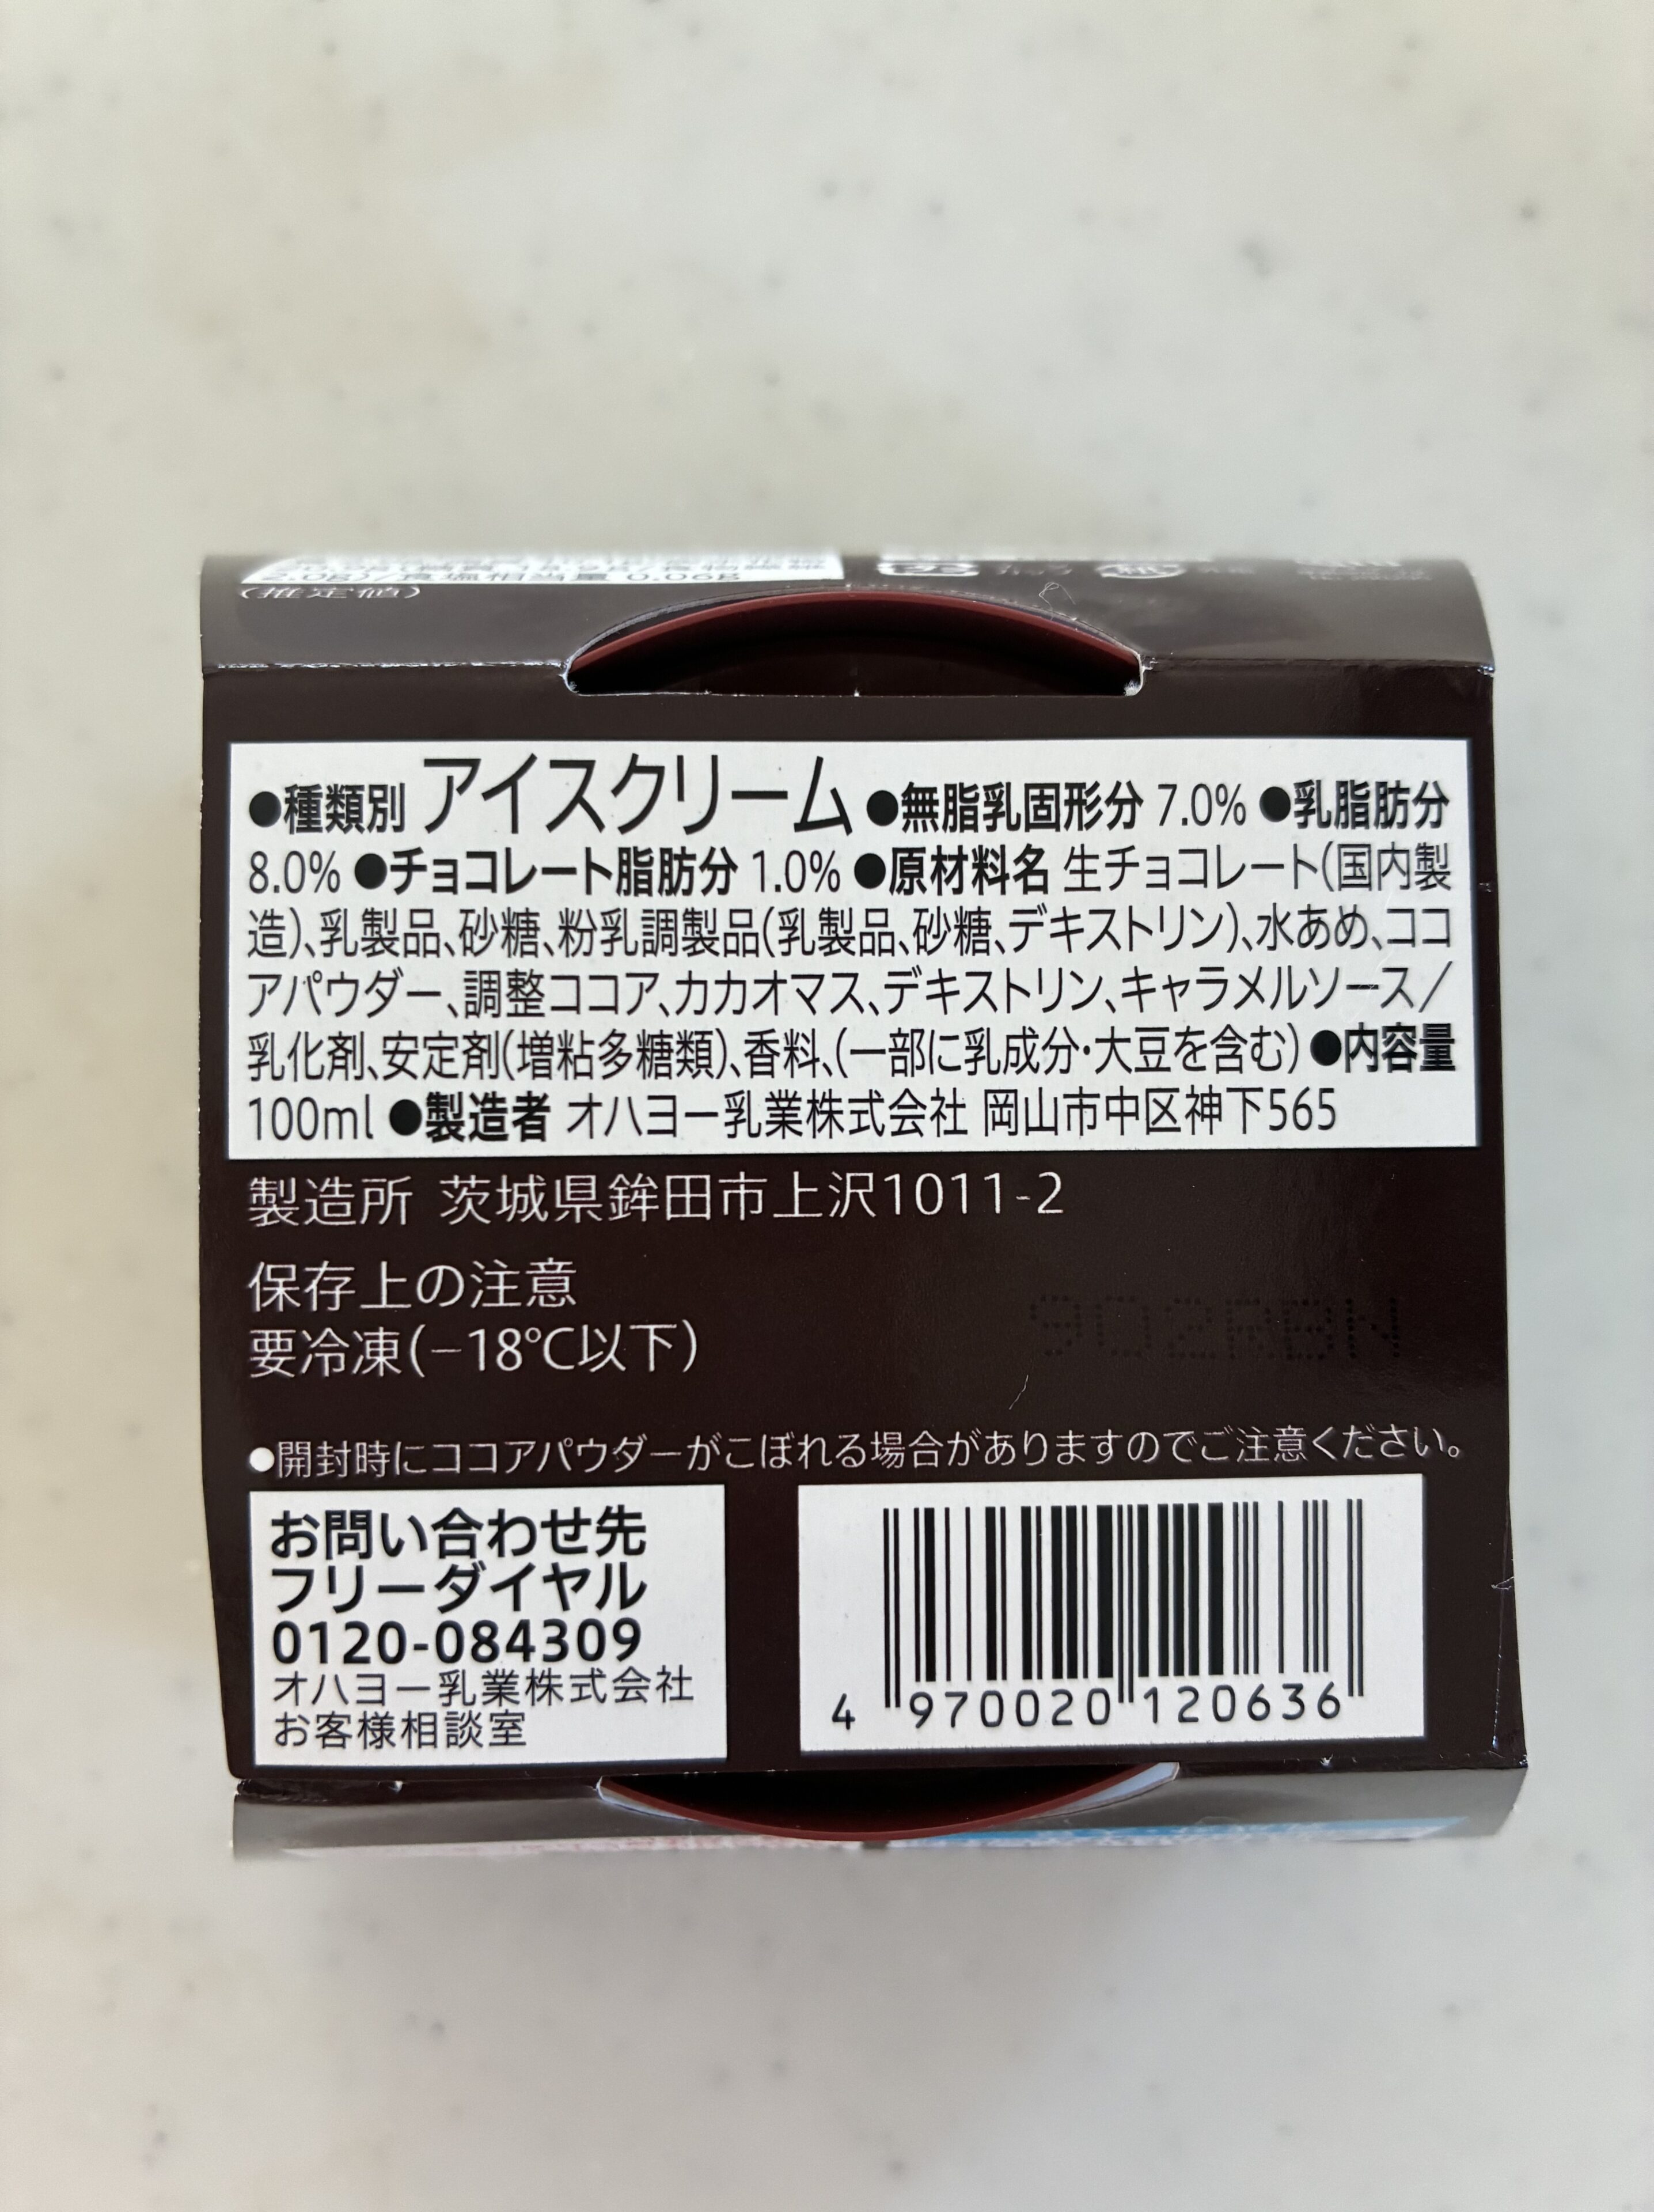 5.0g)/食塩相当量 0.06g
(推定値)
●種類別 アイスクリーム ●無脂乳固形分 7.0% ●乳脂肪分
8.0% ●チョコレート脂肪分 1.0% ●原材料名 生チョコレート(国内製
造)、乳製品、砂糖、粉乳調製品(乳製品、砂糖、デキストリン)、水あめ、ココ
アパウダー、調整ココア、カカオマス、デキストリン、キャラメルソース/
乳化剤、安定剤(増粘多糖類)、香料、(一部に乳成分・大豆を含む) ●内容量
100ml ●製造者 オハヨー乳業株式会社 岡山市中区神下565
製造所 茨城県鉾田市上沢1011-2
保存上の注意
要冷凍(−18℃以下)
●開封時にココアパウダーがこぼれる場合がありますのでご注意ください。
お問い合わせ先
フリーダイヤル
0120-084309
オハヨー乳業株式会社
お客様相談室
4 970020 120636